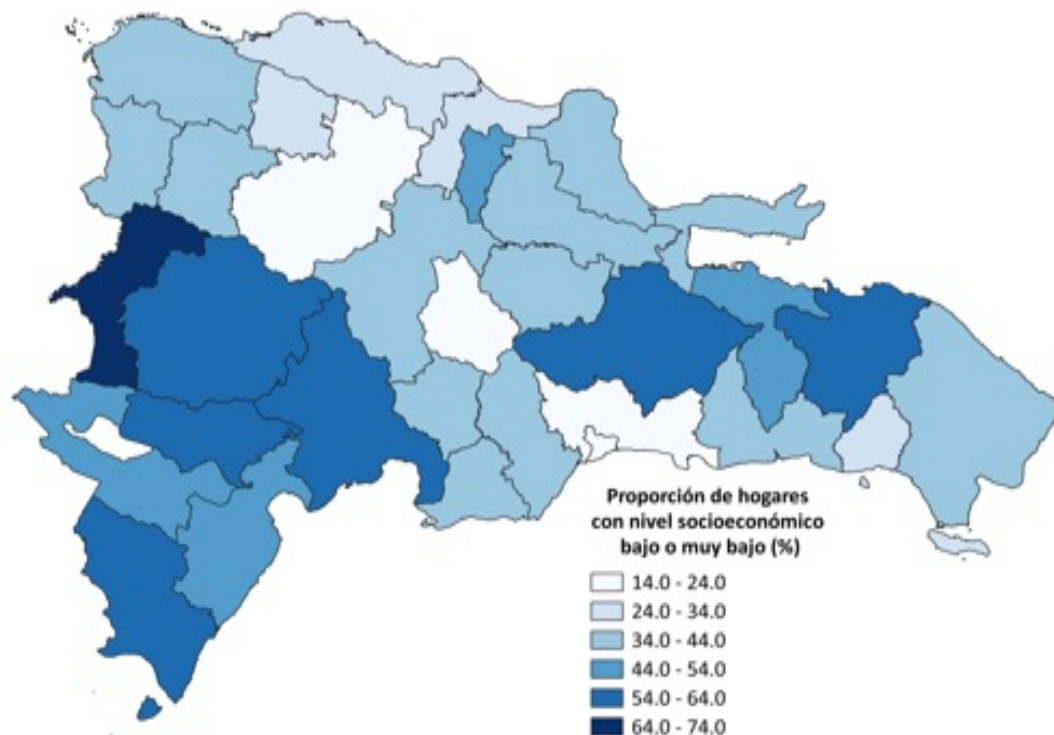 Proporción de hogares
con nivel socioeconómico
bajo o muy bajo (%)
14.0 - 24.0
24.0 - 34.0
34.0 - 44.0
44.0 - 54.0
54.0 - 64.0
64.0 - 74.0